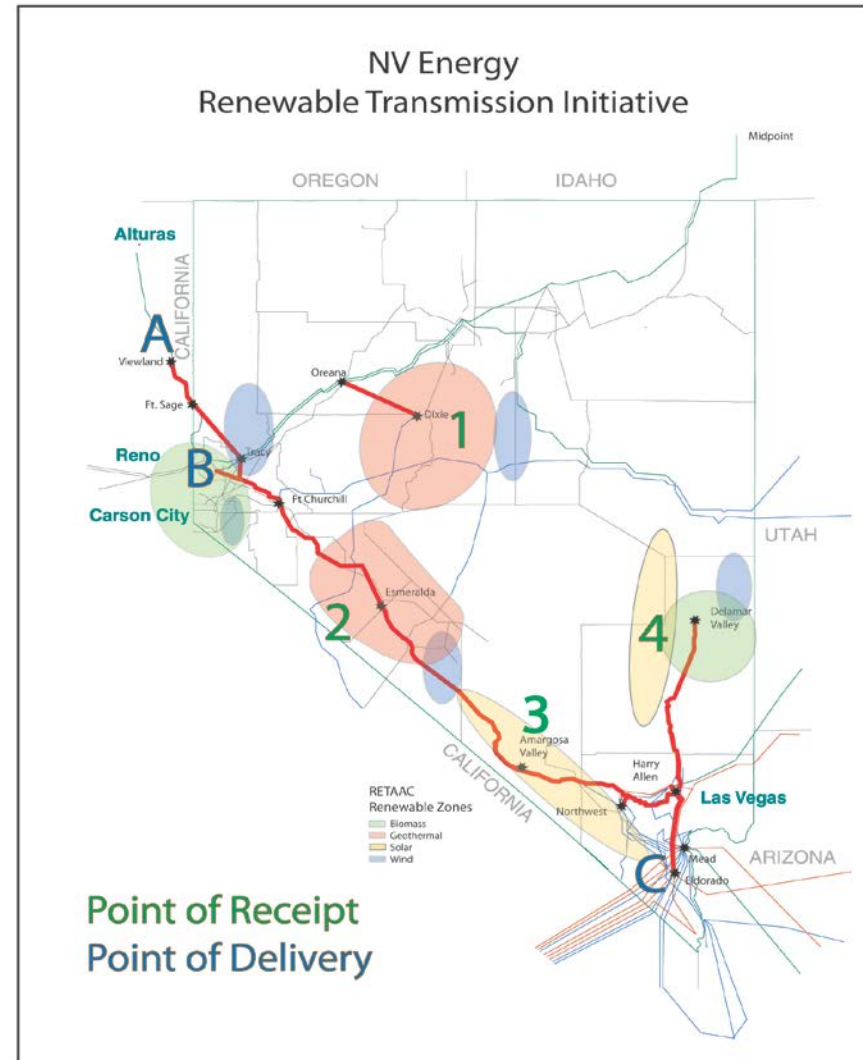 NV Energy
Renewable Transmission Initiative
Midpoint
OREGON
IDAHO
Alturas
CALIFORNIA
A
Viewland
Oreana
Ft. Sage
Dixie
1
Reno
Tracy
B
Ft Churchill
Carson City
UTAH
Esmeralda
2
Delamar
Valley
4
3
Amargosa
Valley
Harry
Allen
CALIFORNIA
RETAAC
Renewable Zones
Biomass
Geothermal
Solar
Wind
Las Vegas
Northwest
Mead
ARIZONA
C
Eldorado
Point of Receipt
Point of Delivery